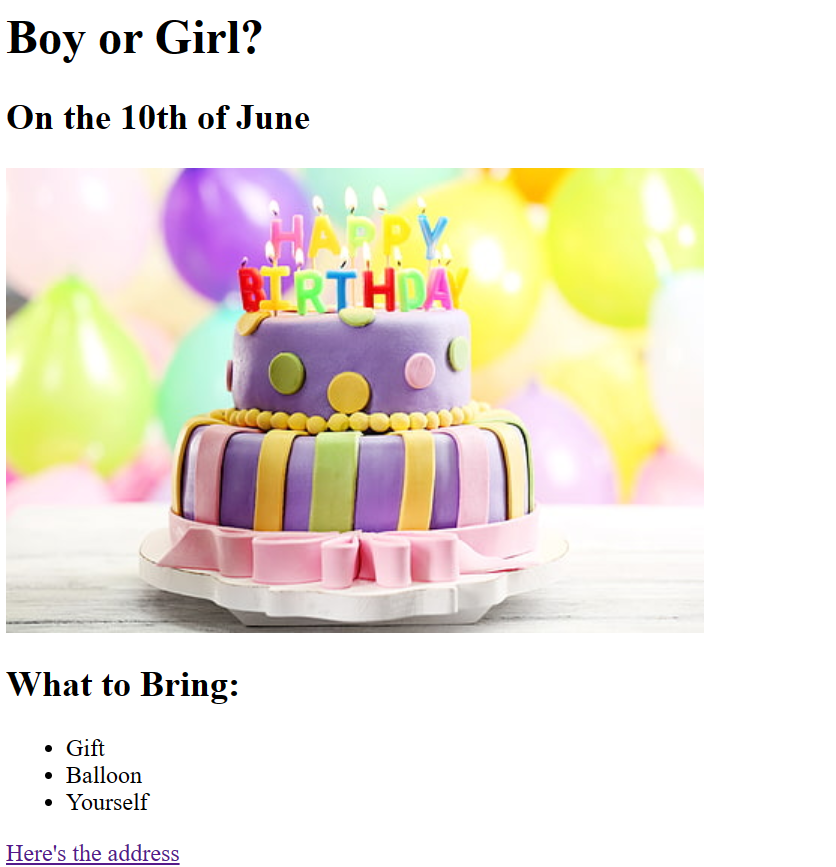 Boy or Girl?
On the 10th of June
HAPPY
BIRTHDAY
What to Bring:
Gift
Balloon
Yourself
Here's the address